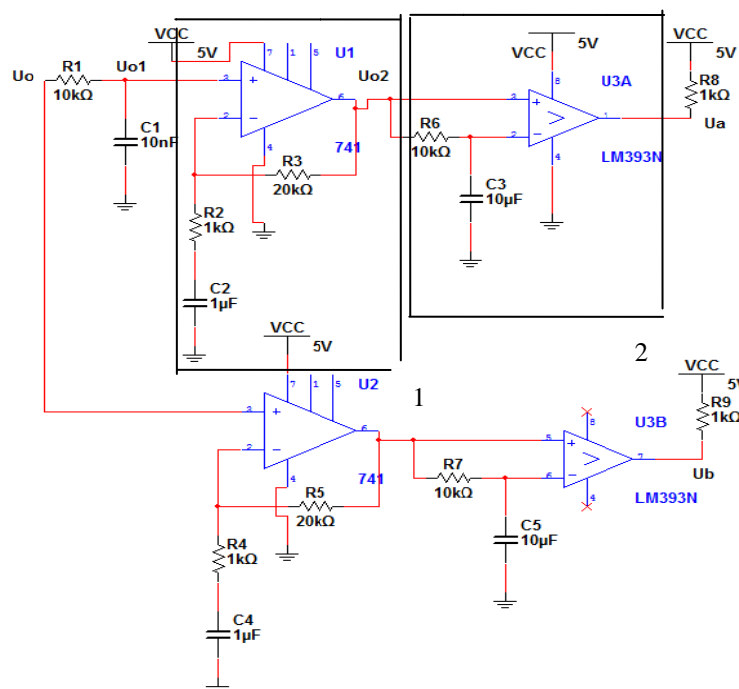 VCC
5V
U1
7
1
5
Uo
R1
10kΩ
Uo1
3
2
6
4
741
Uo2
C1
10nF
R3
20kΩ
R2
1kΩ
C2
1µF
VCC
5V
8
U3A
3
2
1
4
LM393N
R6
10kΩ
C3
10µF
VCC
5V
R8
1kΩ
Ua
VCC
5V
7
1
5
U2
3
2
6
4
741
R5
20kΩ
R4
1kΩ
C4
1µF
1
2
R7
10kΩ
C5
10µF
U3B
8
5
6
7
4
LM393N
VCC
5V
R9
1kΩ
Ub